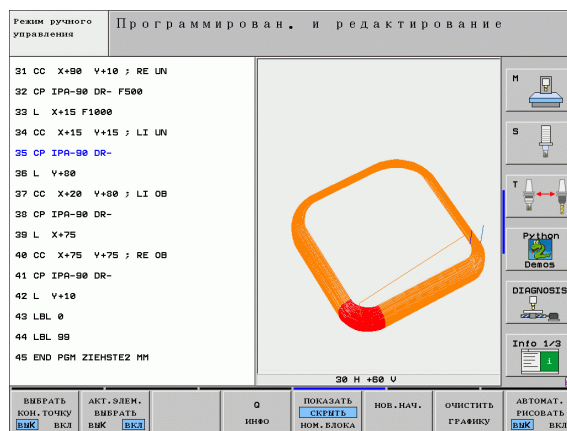 Режим ручного
управления
Программирован. и редактирование
31 CC X+90 Y+10 ; RE UN
32 CP IPA-90 DR- F500
33 L X+15 F1000
34 CC X+15 Y+15 ; LI UN
35 CP IPA-90 DR-
36 L Y+80
37 CC X+20 Y+80 ; LI OB
38 CP IPA-90 DR-
39 L X+75
40 CC X+75 Y+75 ; RE OB
41 CP IPA-90 DR-
42 L Y+10
43 LBL 0
44 LBL 99
45 END PGM ZIEHSTE2 MM
30 H +60 V
M
S
T
Python
Demos
DIAGNOSIS
Info 1/3
i
ВЫБРАТЬ
КОН.ТОЧКУ
ВЫК ВКЛ
АКТ.ЭЛЕМ.
ВЫБРАТЬ
ВЫК ВКЛ
Q
ИНФО
ПОКАЗАТЬ
СКРЫТЬ
НОМ.БЛОКА
НОВ.НАЧ.
ОЧИСТИТЬ
ГРАФИКУ
АВТОМАТ.
РИСОВАТЬ
ВЫК ВКЛ